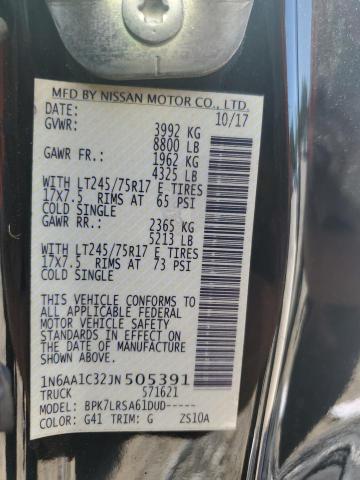 MFD BY NISSAN MOTOR CO., LTD.
DATE: 10/17
GVWR: 3992 KG
8800 LB
GAWR FR.: 1962 KG
4325 LB
WITH LT245/75R17 E TIRES
17X7.5 RIMS AT 65 PSI
COLD SINGLE
GAWR RR.: 2365 KG
5213 LB
WITH LT245/75R17 E TIRES
17X7.5 RIMS AT 73 PSI
COLD SINGLE
THIS VEHICLE CONFORMS TO
ALL APPLICABLE FEDERAL
MOTOR VEHICLE SAFETY
STANDARDS IN EFFECT ON
THE DATE OF MANUFACTURE
SHOWN ABOVE.
1N6AA1C32JN505391
TRUCK 571621
MODEL: BPK7LRSA61DUD-----
COLOR: G41 TRIM: G ZS10A